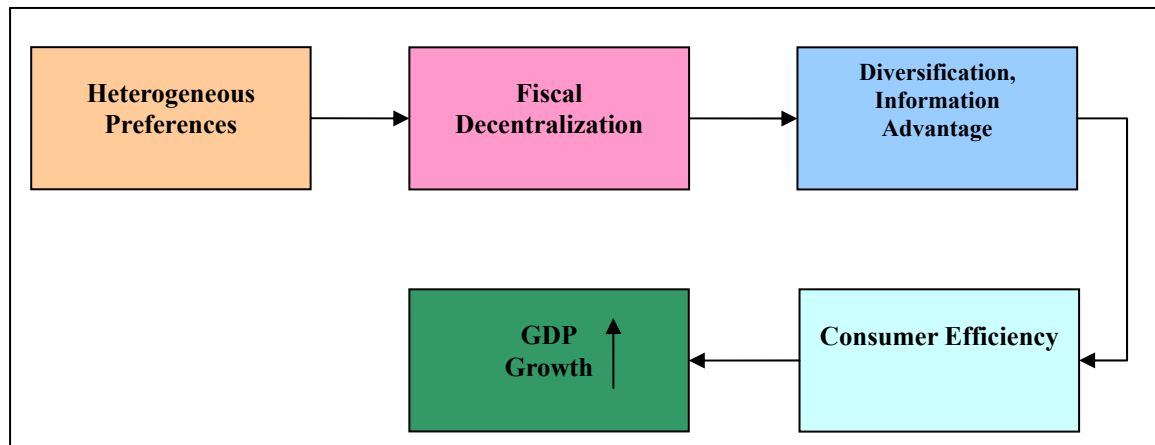 Heterogeneous
Preferences
Fiscal
Decentralization
Diversification,
Information
Advantage
Consumer Efficiency
GDP
Growth